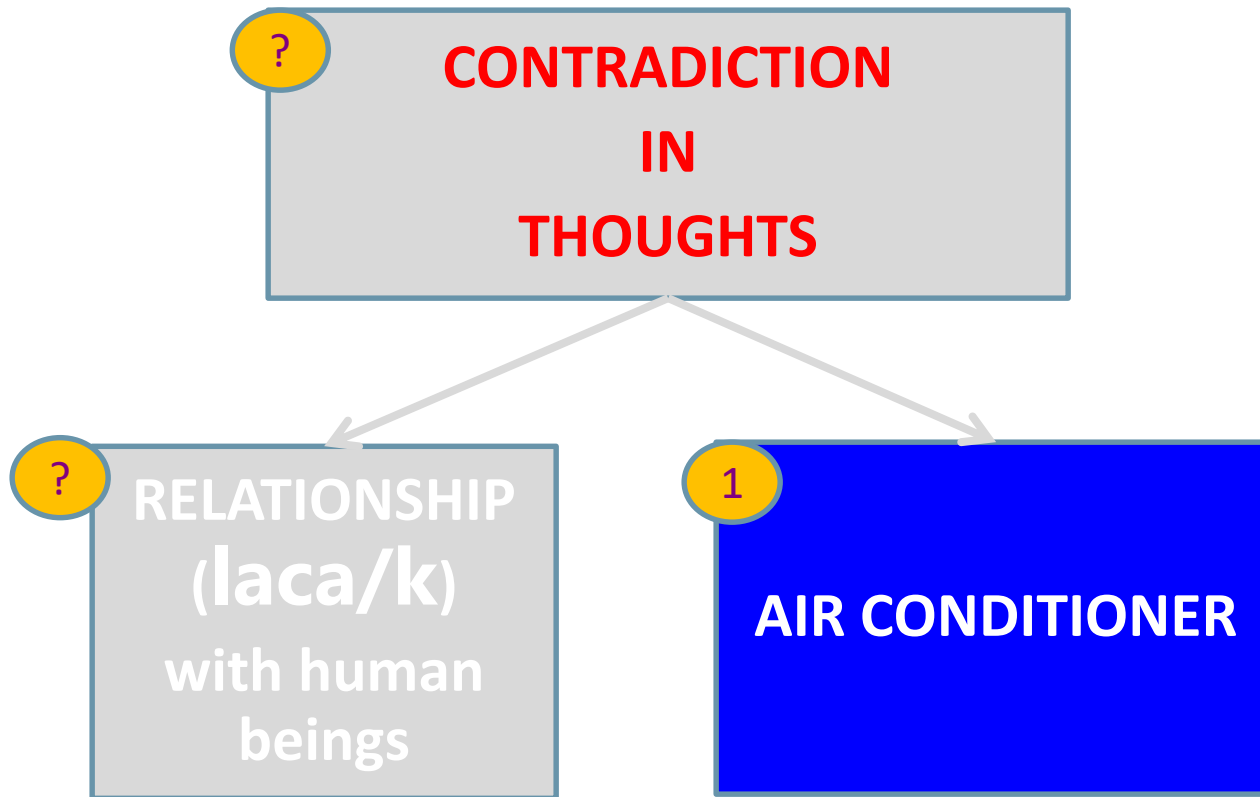 ?
CONTRADICTION
IN
THOUGHTS
?
RELATIONSHIP
(laca/k)
with human
beings
1
AIR CONDITIONER